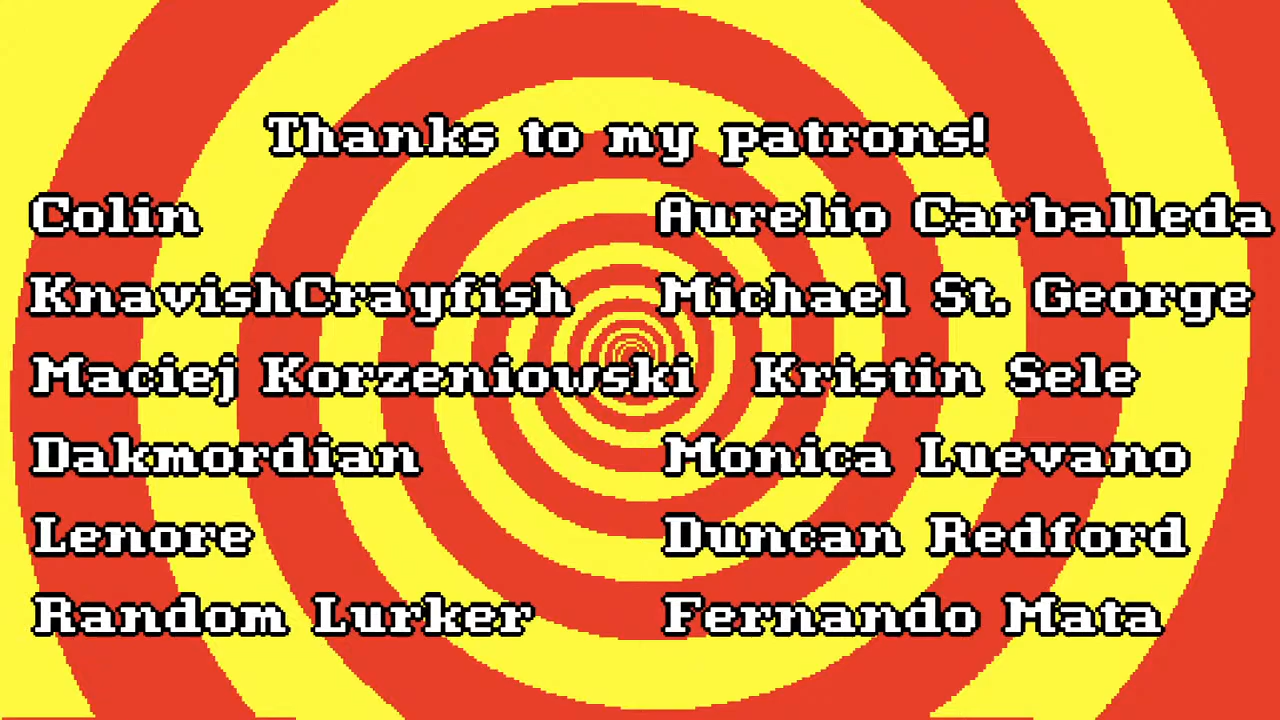 Thanks to my patrons!
Colin Aurelio Carballeda
KnavishCrayfish Michael St. George
Maciej Korzeniowski Kristin Sele
Dakmordian Monica Luevano
Lenore Duncan Redford
Random Lurker Fernando Mata